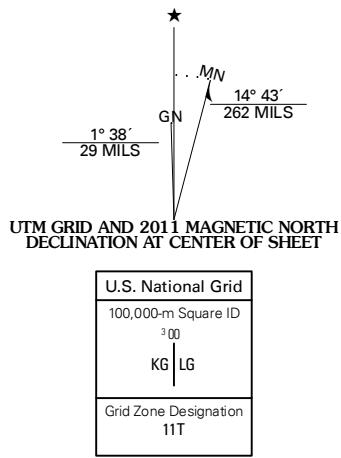 ★
MN
GN
14° 43´
262 MILS
1° 38´
29 MILS
UTM GRID AND 2011 MAGNETIC NORTH
DECLINATION AT CENTER OF SHEET
U.S. National Grid
100,000-m Square ID
³00
KG LG
Grid Zone Designation
11T